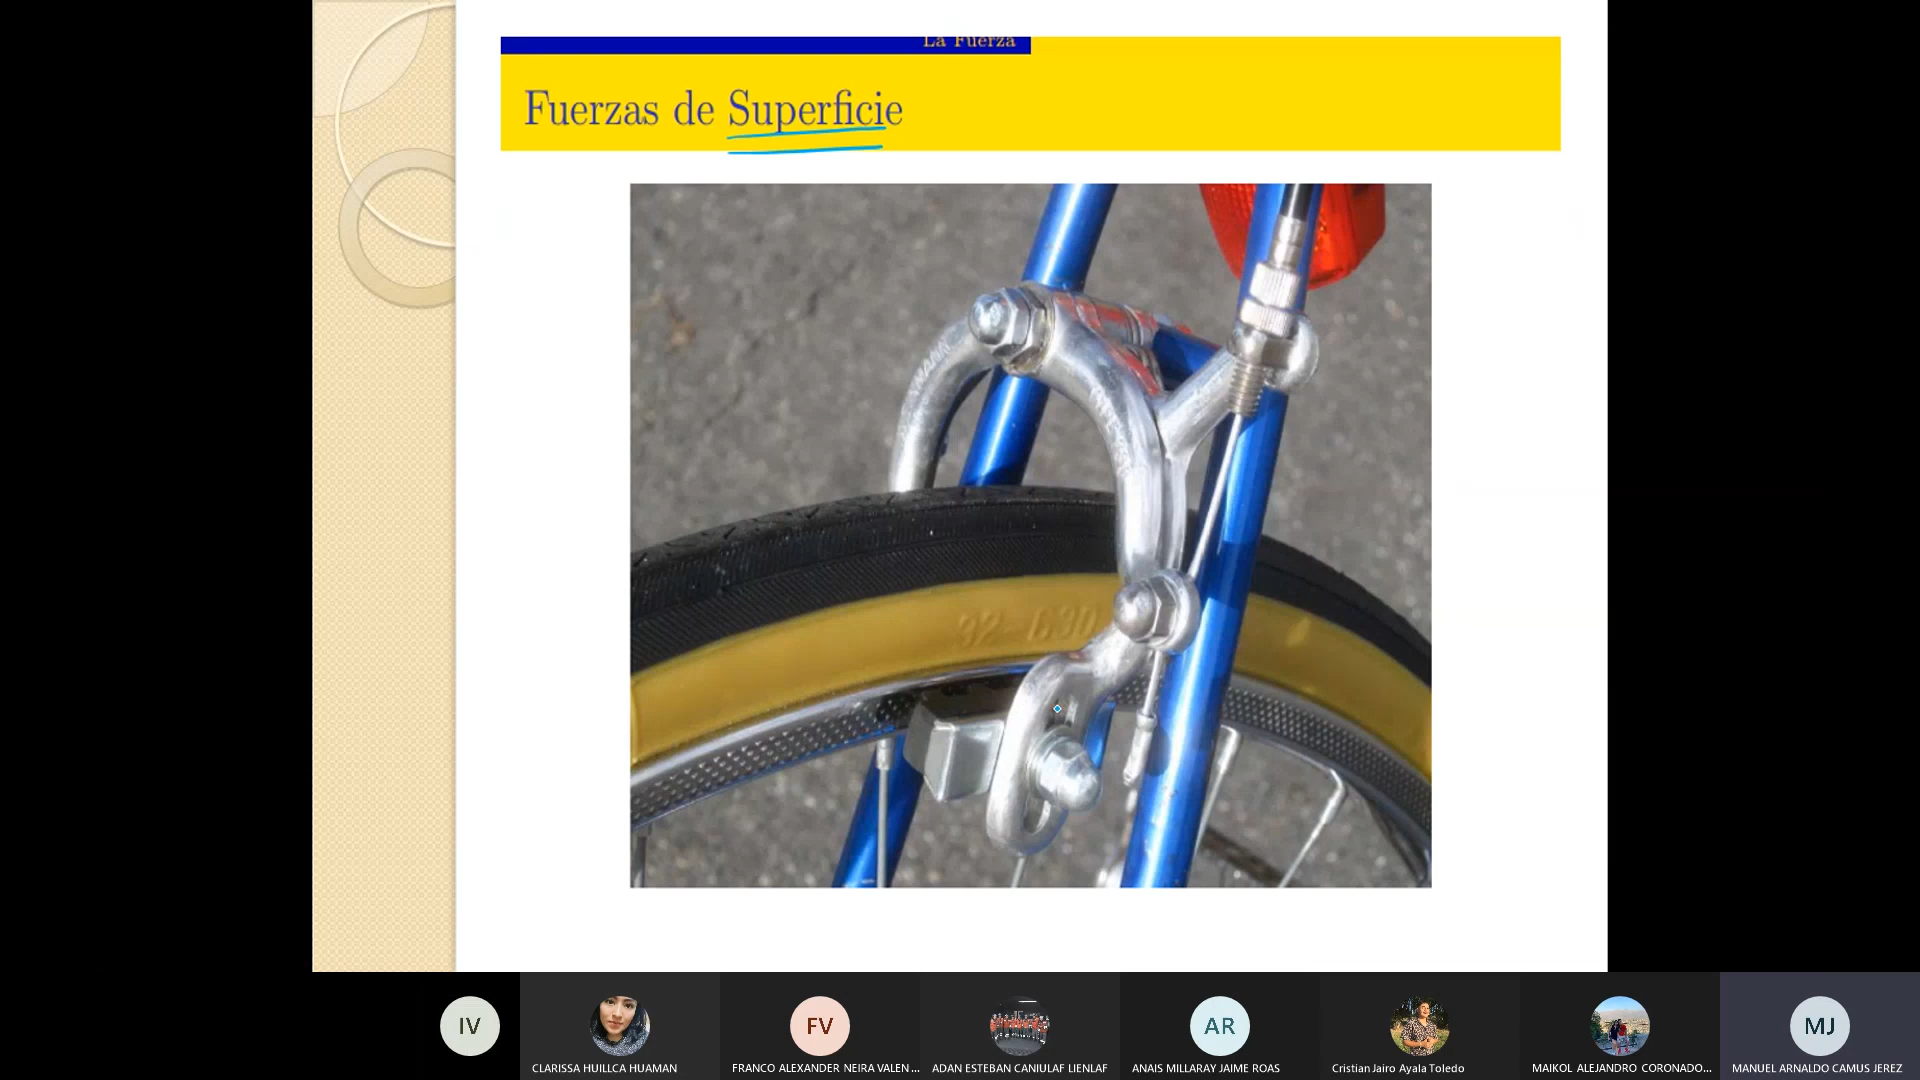 La Fuerza
Fuerzas de Superficie
92-630
IV
FV
AR
MJ
CLARISSA HUILLCA HUAMAN
FRANCO ALEXANDER NEIRA VALEN...
ADAN ESTEBAN CANIULAF LIENLAF
ANAIS MILLARAY JAIME ROAS
Cristian Jairo Ayala Toledo
MAIKOL ALEJANDRO CORONADO...
MANUEL ARNALDO CAMUS JEREZ